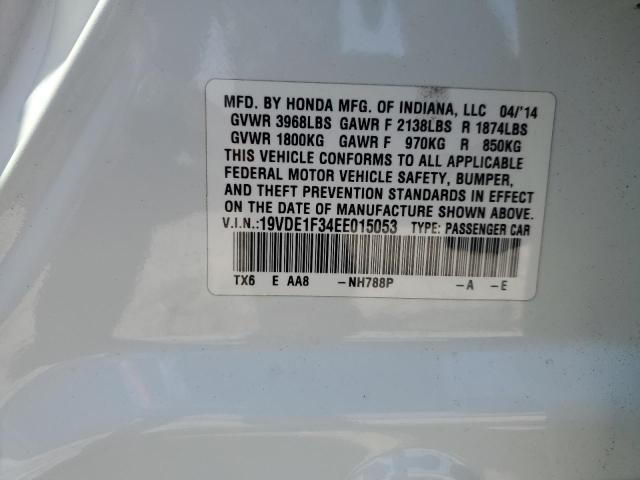 MFD. BY HONDA MFG. OF INDIANA, LLC 04/'14
GVWR 3968LBS GAWR F 2138LBS R 1874LBS
GVWR 1800KG GAWR F 970KG R 850KG
THIS VEHICLE CONFORMS TO ALL APPLICABLE
FEDERAL MOTOR VEHICLE SAFETY, BUMPER,
AND THEFT PREVENTION STANDARDS IN EFFECT
ON THE DATE OF MANUFACTURE SHOWN ABOVE.
V.I.N.:19VDE1F34EE015053 TYPE: PASSENGER CAR
TX6 E AA8 -NH788P -A -E